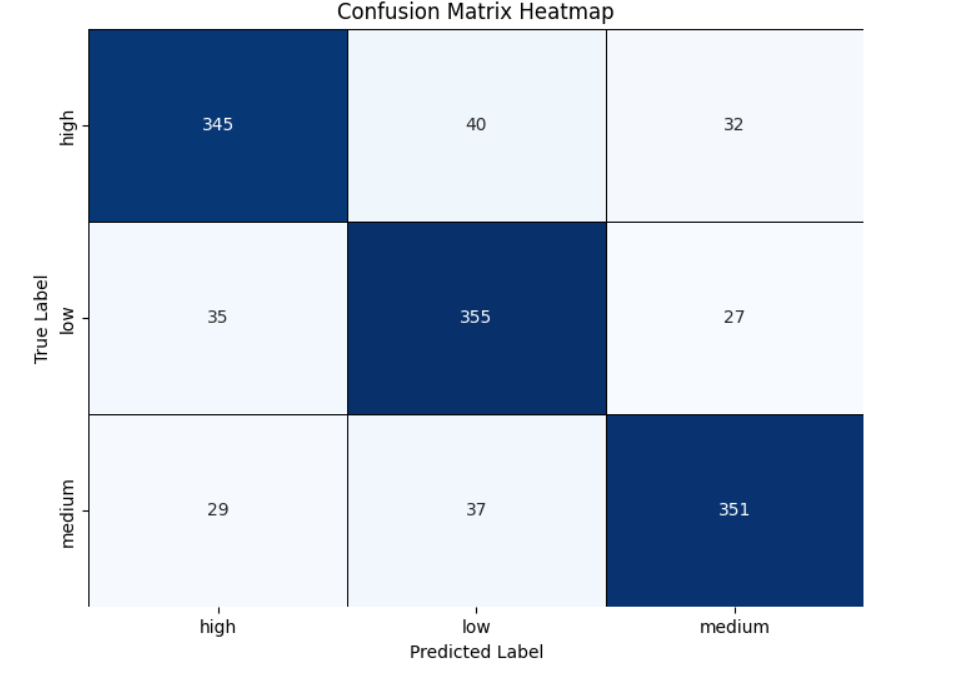 Confusion Matrix Heatmap
True Label
high
345
40
32
low
35
355
27
medium
29
37
351
high
low
medium
Predicted Label